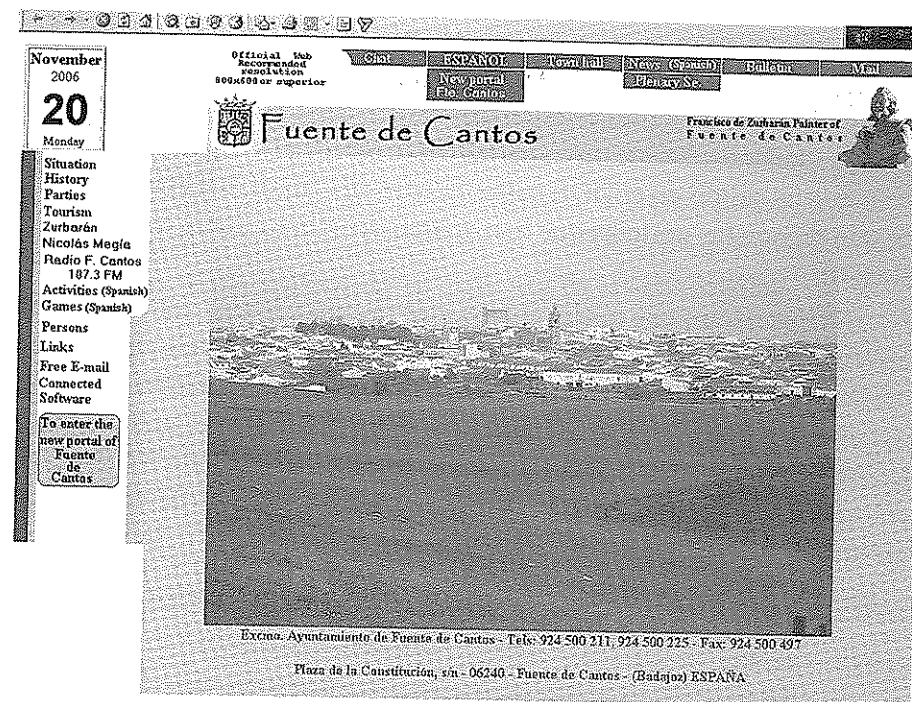 November
2006
20
Monday
Official Web
Recommended
resolution
800x600 or superior
Chat
ESPAÑOL
Town hall
News (Spanish)
Bulletin
Mail
New portal
Fte. Cantos
Plenary Se.
Fuente de Cantos
Francisco de Zurbarán Painter of
Fuente de Cantos
Situation
History
Parties
Tourism
Zurbarán
Nicolás Megía
Radio F. Cantos
107.3 FM
Activities (Spanish)
Games (Spanish)
Persons
Links
Free E-mail
Connected
Software
To enter the
new portal of
Fuente
de
Cantos
Excmo. Ayuntamiento de Fuente de Cantos - Tels: 924 500 211, 924 500 225 - Fax: 924 500 497
Plaza de la Constitución, s/n - 06240 - Fuente de Cantos - (Badajoz) ESPAÑA